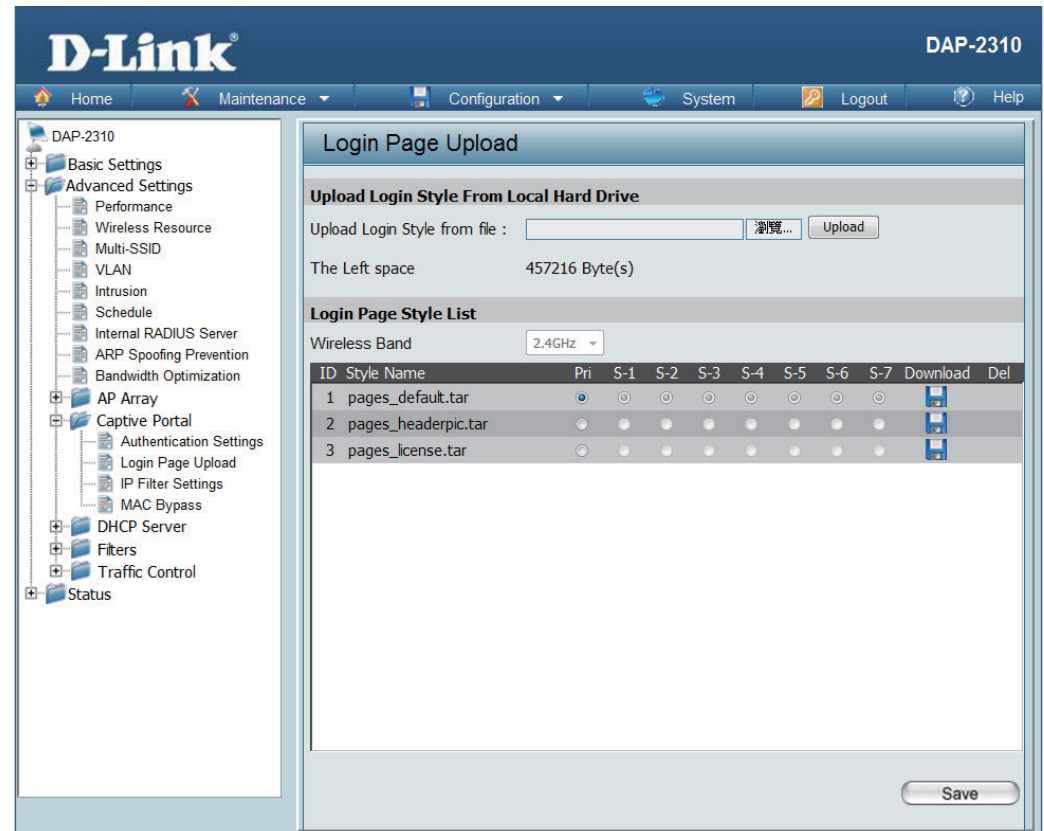 D-Link®
DAP-2310
Home Maintenance Configuration System Logout Help
DAP-2310
Basic Settings
Advanced Settings
Performance
Wireless Resource
Multi-SSID
VLAN
Intrusion
Schedule
Internal RADIUS Server
ARP Spoofing Prevention
Bandwidth Optimization
AP Array
Captive Portal
Authentication Settings
Login Page Upload
IP Filter Settings
MAC Bypass
DHCP Server
Filters
Traffic Control
Status
Login Page Upload
Upload Login Style From Local Hard Drive
Upload Login Style from file : 瀏覽... Upload
The Left space 457216 Byte(s)
Login Page Style List
Wireless Band 2.4GHz
ID Style Name Pri S-1 S-2 S-3 S-4 S-5 S-6 S-7 Download Del
1 pages_default.tar
2 pages_headerpic.tar
3 pages_license.tar
Save